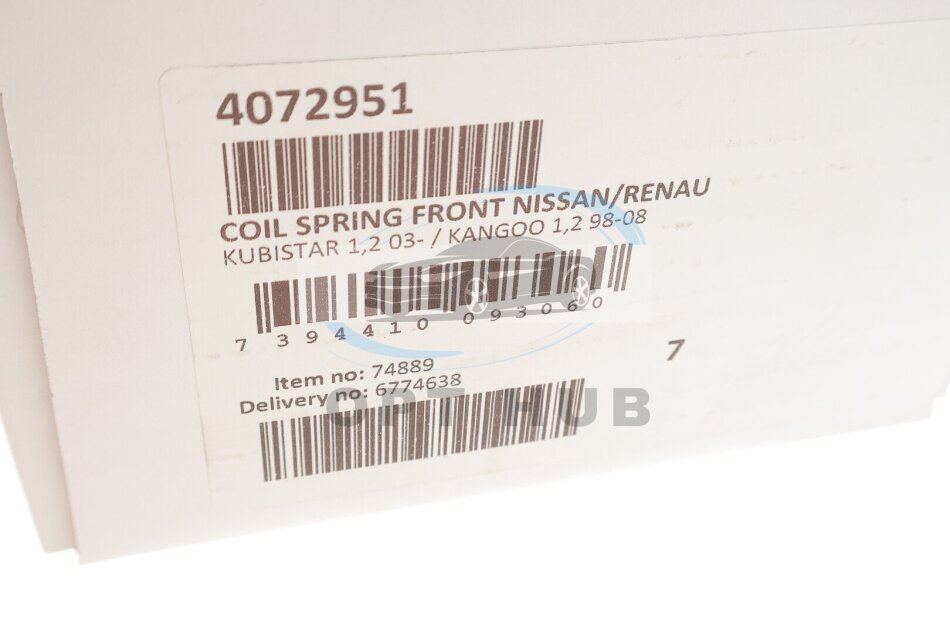 4072951
COIL SPRING FRONT NISSAN/RENAU
KUBISTAR 1,2 03- / KANGOO 1,2 98-08
7 394410 093060
7
Item no: 74889
Delivery no: 6774638
OPT HUB